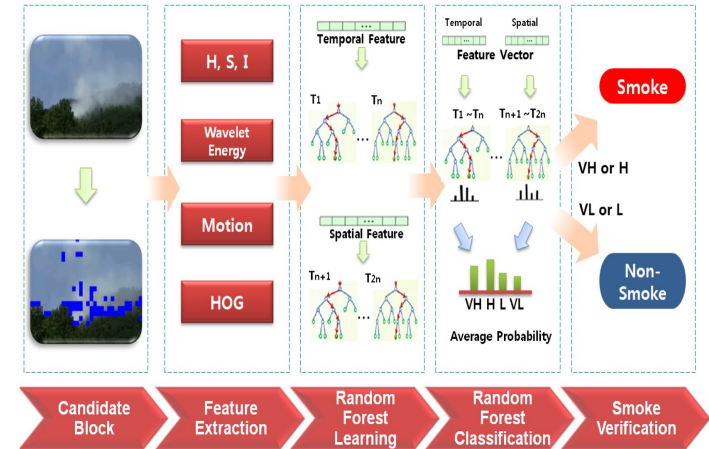 H, S, I
Wavelet
Energy
Motion
HOG
...
Temporal Feature
T1
Tn
...
...
Spatial Feature
Tn+1
T2n
...
Temporal
Spatial
...
...
Feature Vector
T1 ~Tn
Tn+1 ~T2n
...
VH H L VL
Average Probability
Smoke
VH or H
VL or L
Non-
Smoke
Candidate
Block
Feature
Extraction
Random
Forest
Learning
Random
Forest
Classification
Smoke
Verification